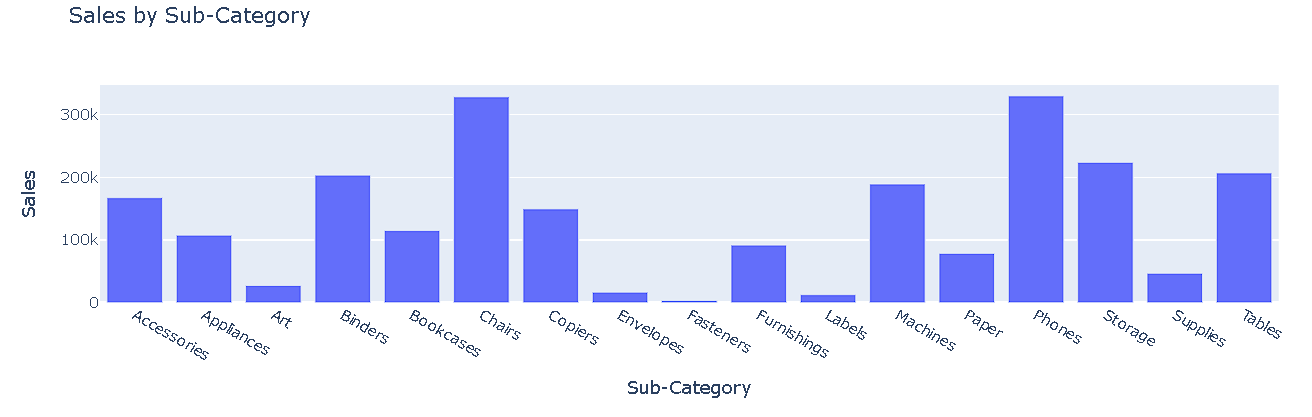 Sales by Sub-Category
300k
200k
100k
0
Sales
Accessories
Appliances
Art
Binders
Bookcases
Chairs
Copiers
Envelopes
Fasteners
Furnishings
Labels
Machines
Paper
Phones
Storage
Supplies
Tables
Sub-Category